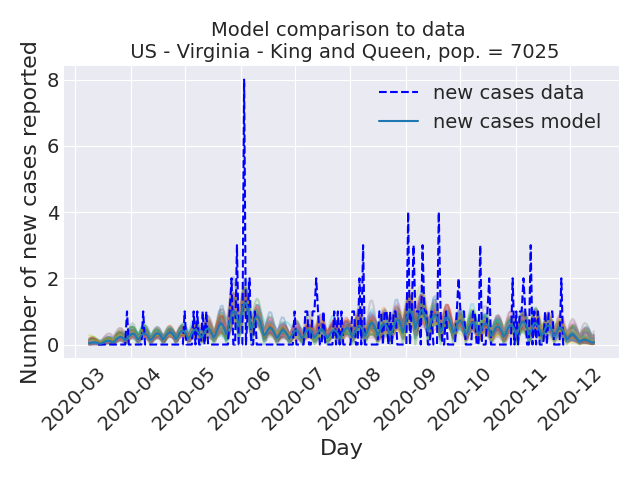 Model comparison to data
US - Virginia - King and Queen, pop. = 7025
Number of new cases reported
8
6
4
2
0
new cases data
new cases model
2020-03
2020-04
2020-05
2020-06
2020-07
2020-08
2020-09
2020-10
2020-11
2020-12
Day